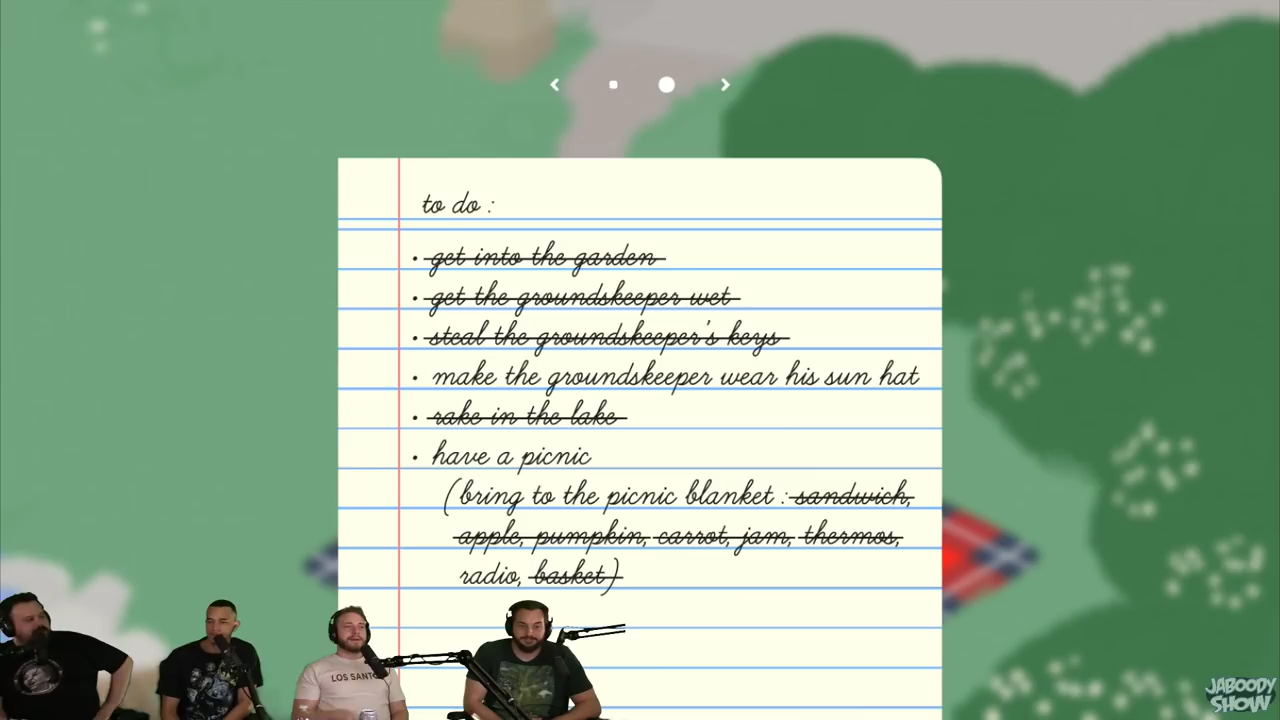 to do :
• get into the garden
• get the groundskeeper wet
• steal the groundskeeper's keys
• make the groundskeeper wear his sun hat
• rake in the lake
• have a picnic
(bring to the picnic blanket : sandwich,
apple, pumpkin, carrot, jam, thermos,
radio, basket)
LOS SANTO
JABOODY
SHOW